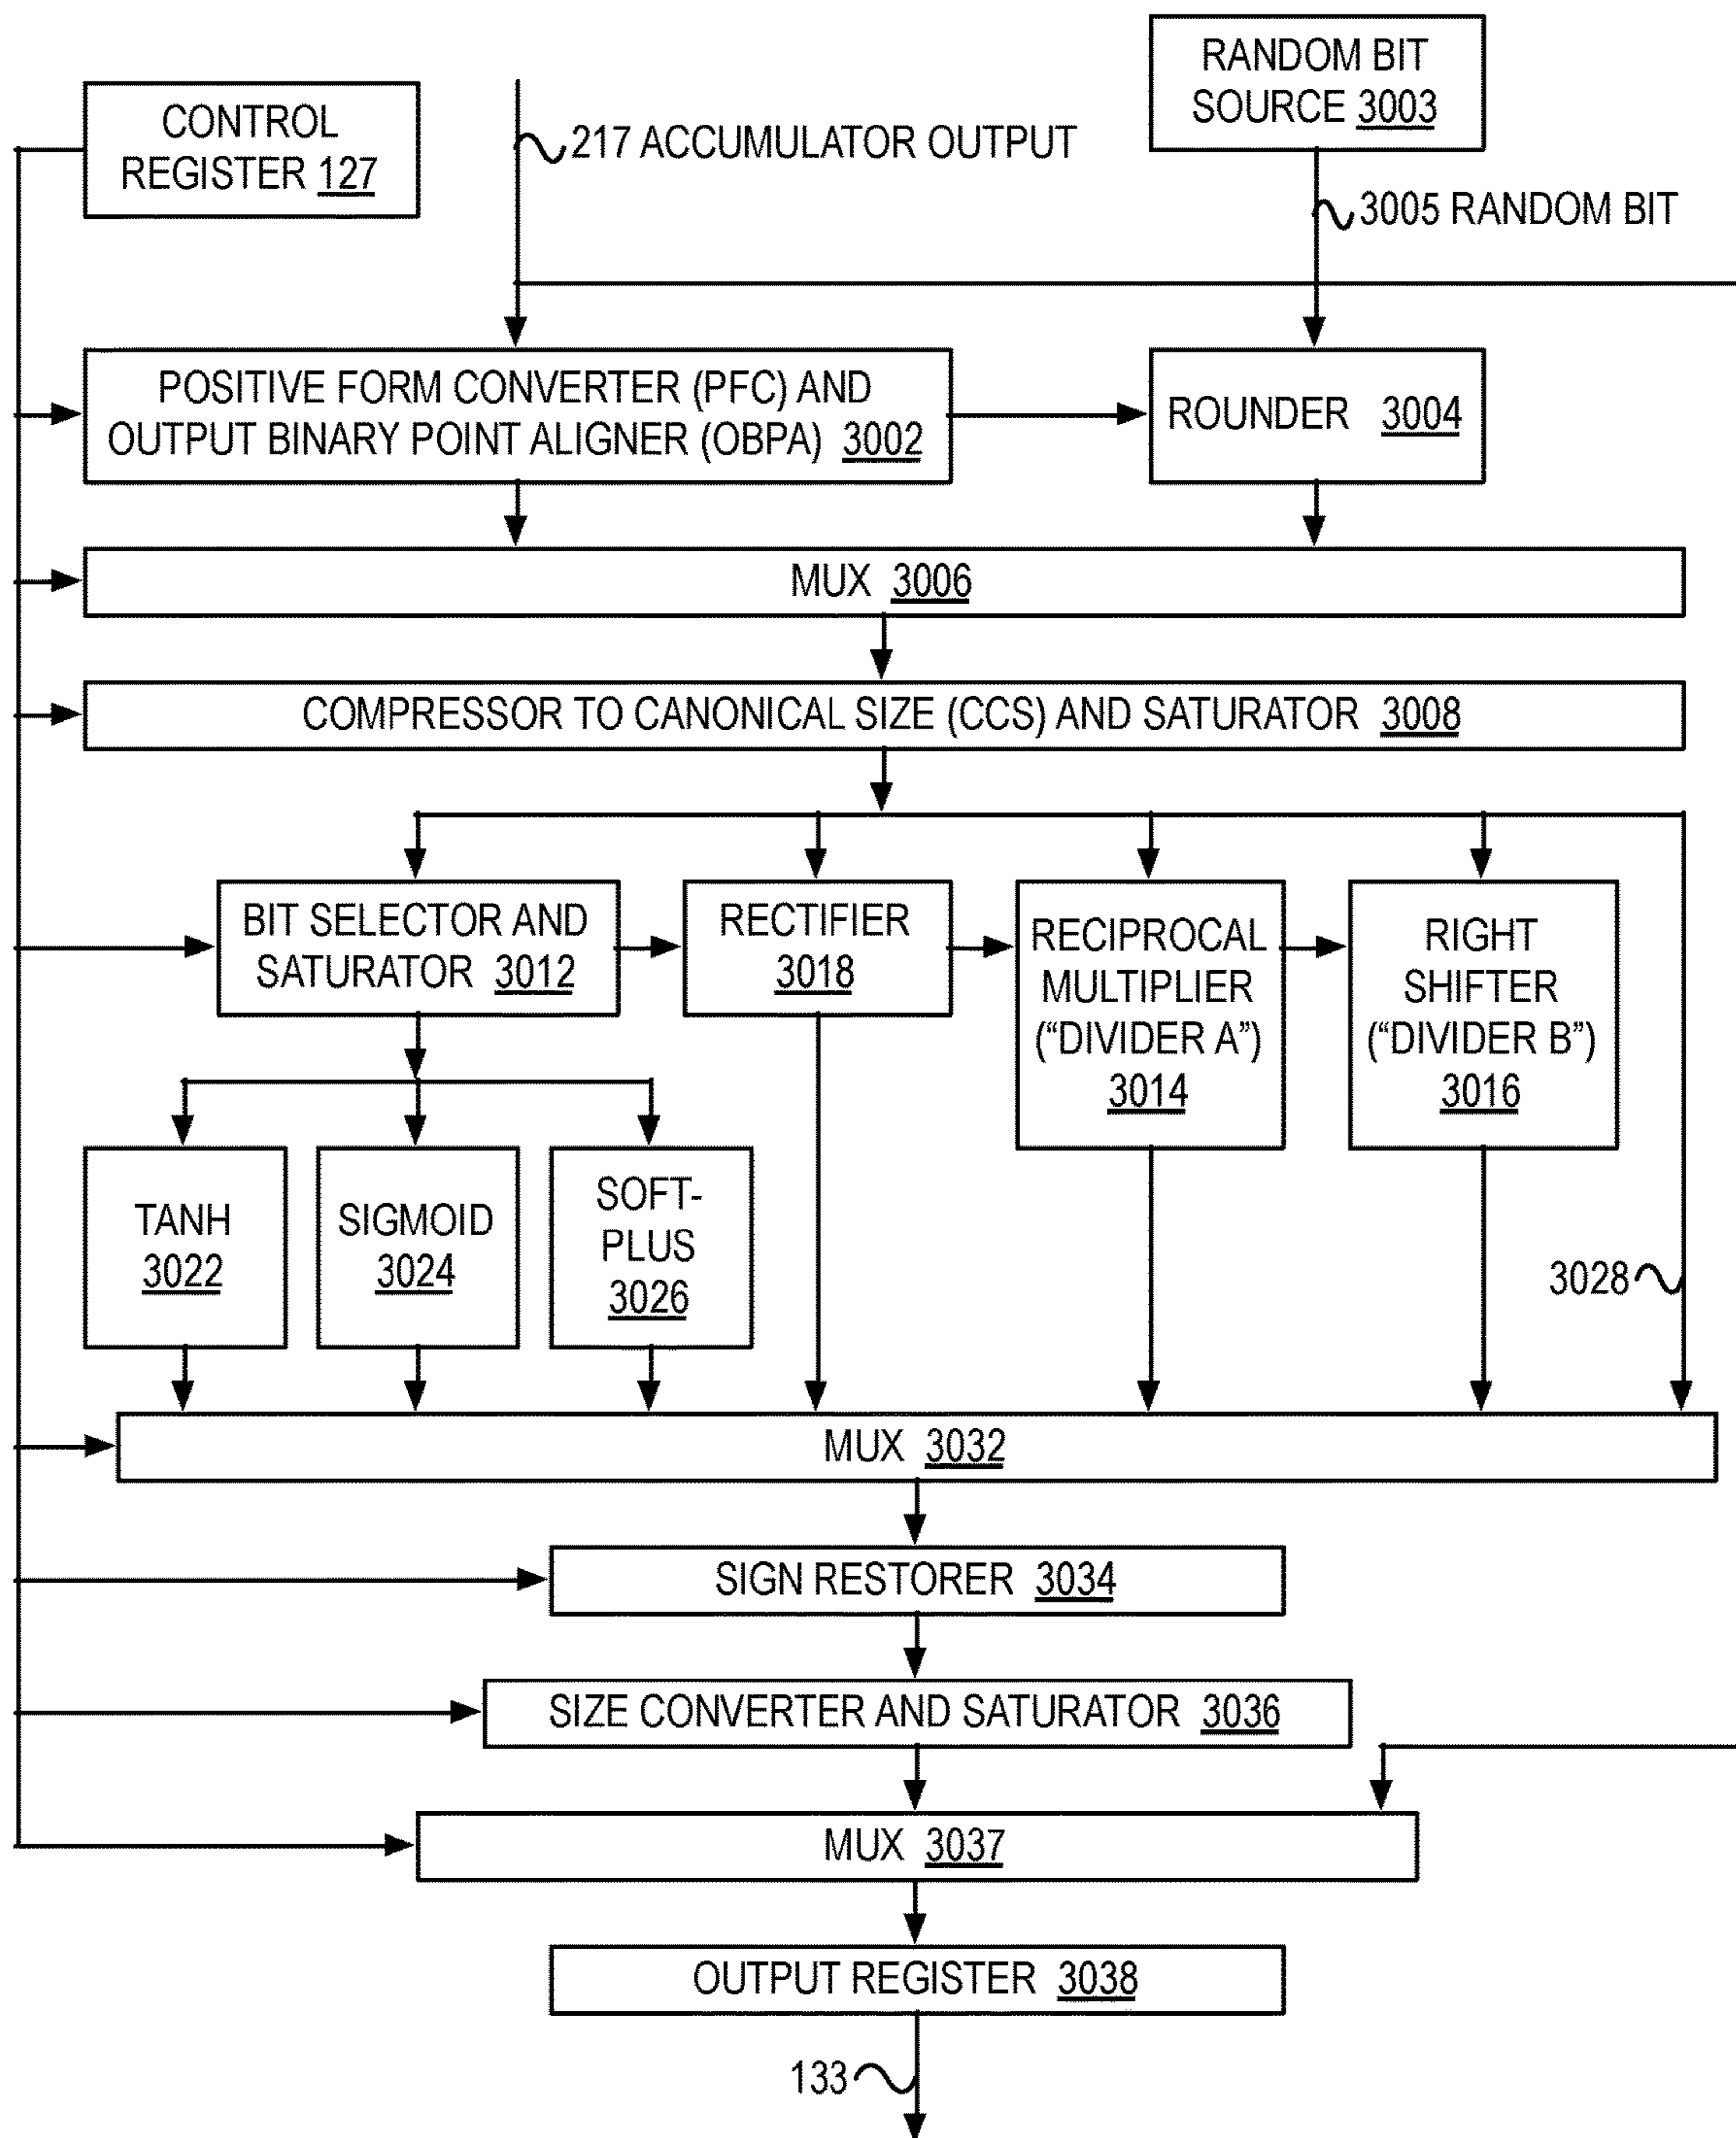 RANDOM BIT
SOURCE 3003
CONTROL
REGISTER 127
217 ACCUMULATOR OUTPUT
3005 RANDOM BIT
POSITIVE FORM CONVERTER (PFC) AND
OUTPUT BINARY POINT ALIGNER (OBPA) 3002
ROUNDER 3004
MUX 3006
COMPRESSOR TO CANONICAL SIZE (CCS) AND SATURATOR 3008
BIT SELECTOR AND
SATURATOR 3012
RECTIFIER
3018
RECIPROCAL
MULTIPLIER
(“DIVIDER A”)
3014
RIGHT
SHIFTER
(“DIVIDER B”)
3016
TANH
3022
SIGMOID
3024
SOFT-
PLUS
3026
3028
MUX 3032
SIGN RESTORER 3034
SIZE CONVERTER AND SATURATOR 3036
MUX 3037
OUTPUT REGISTER 3038
133